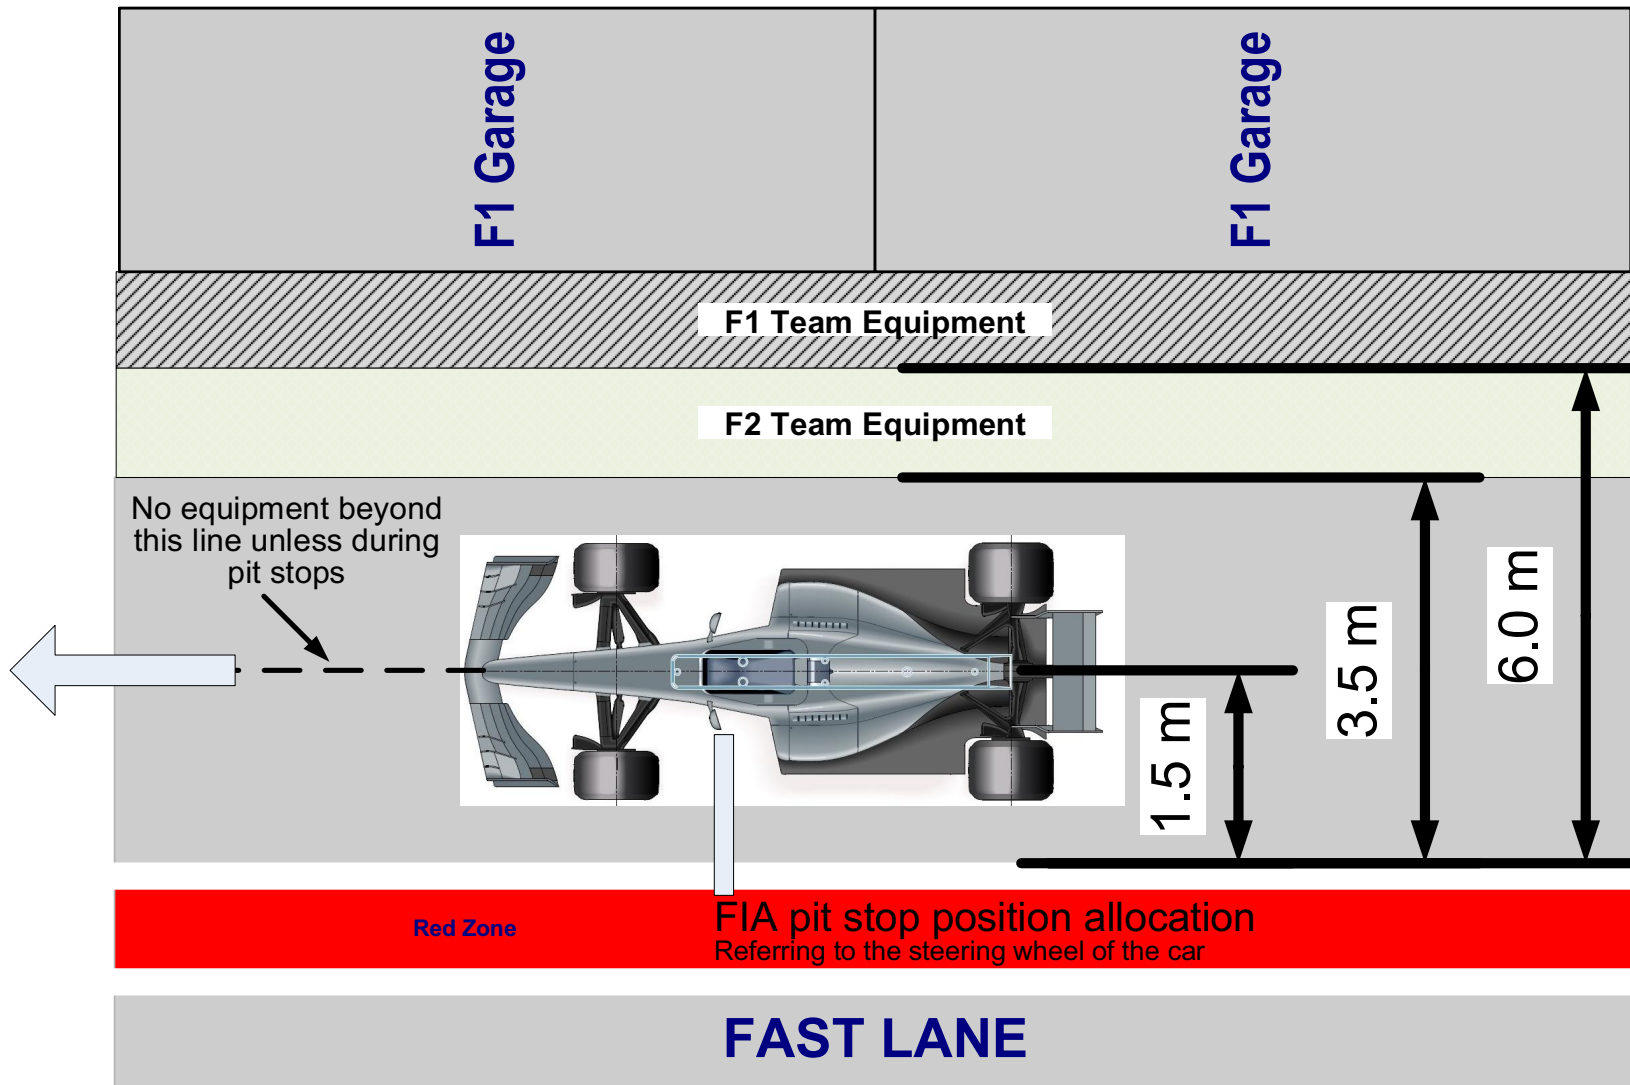 F1 Garage
F1 Garage
F1 Team Equipment
F2 Team Equipment
No equipment beyond
this line unless during
pit stops
1.5 m
3.5 m
6.0 m
Red Zone
FIA pit stop position allocation
Referring to the steering wheel of the car
FAST LANE